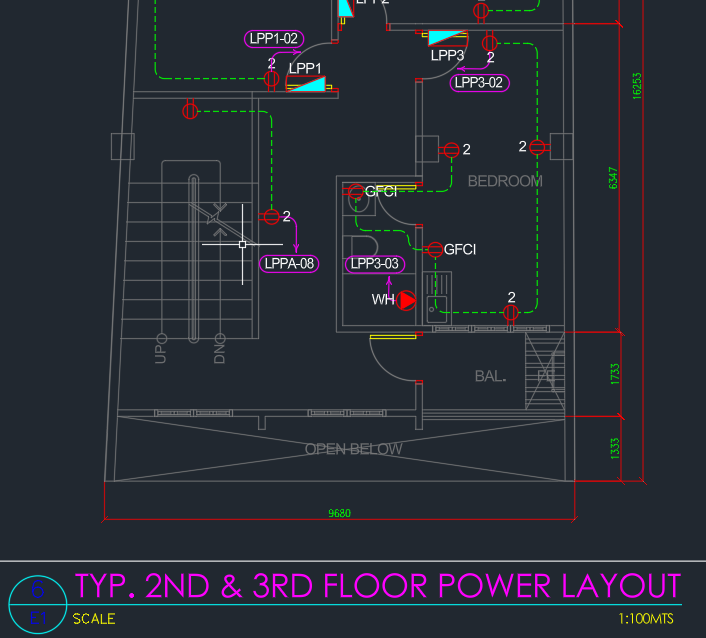 LPP1-02
LPP1
2
LPP3
2
LPP3-02
16253
2
2
6347
GFCI
BEDROOM
2
GFCI
LPPA-08
LPP3-03
WH
2
UP
DN
1733
BAL.
OPEN BELOW
1333
9680
6
E1
TYP. 2ND & 3RD FLOOR POWER LAYOUT
SCALE
1:100MTS